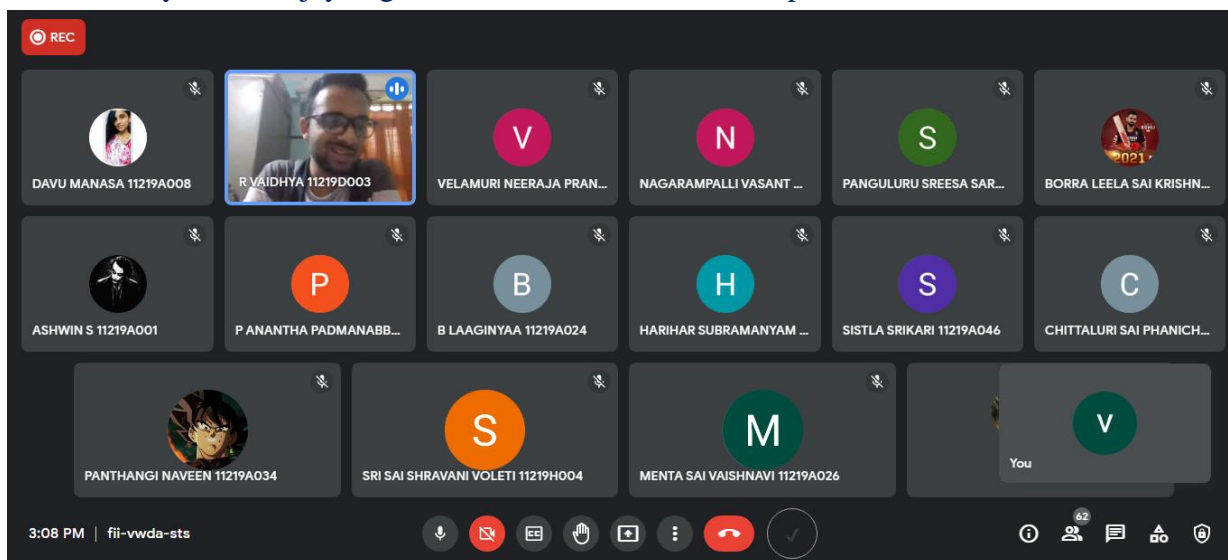 REC
DAVU MANASA 11219A008
R VAIDHYA 11219D003
V
VELAMURI NEERAJA PRAN...
N
NAGARAMPALLI VASANT ...
S
PANGULURU SREESA SAR...
2021
BORRA LEELA SAI KRISHN...
ASHWIN S 11219A001
P
P ANANTHA PADMANABB...
B
B LAAGINYAA 11219A024
H
HARIHAR SUBRAMANYAM ...
S
SISTLA SRIKARI 11219A046
C
CHITTALURI SAI PHANICH...
PANTHANGI NAVEEN 11219A034
S
SRI SAI SHRAVANI VOLETI 11219H004
M
MENTA SAI VAISHNAVI 11219A026
V
You
3:08 PM | fii-vwda-sts
CC
62